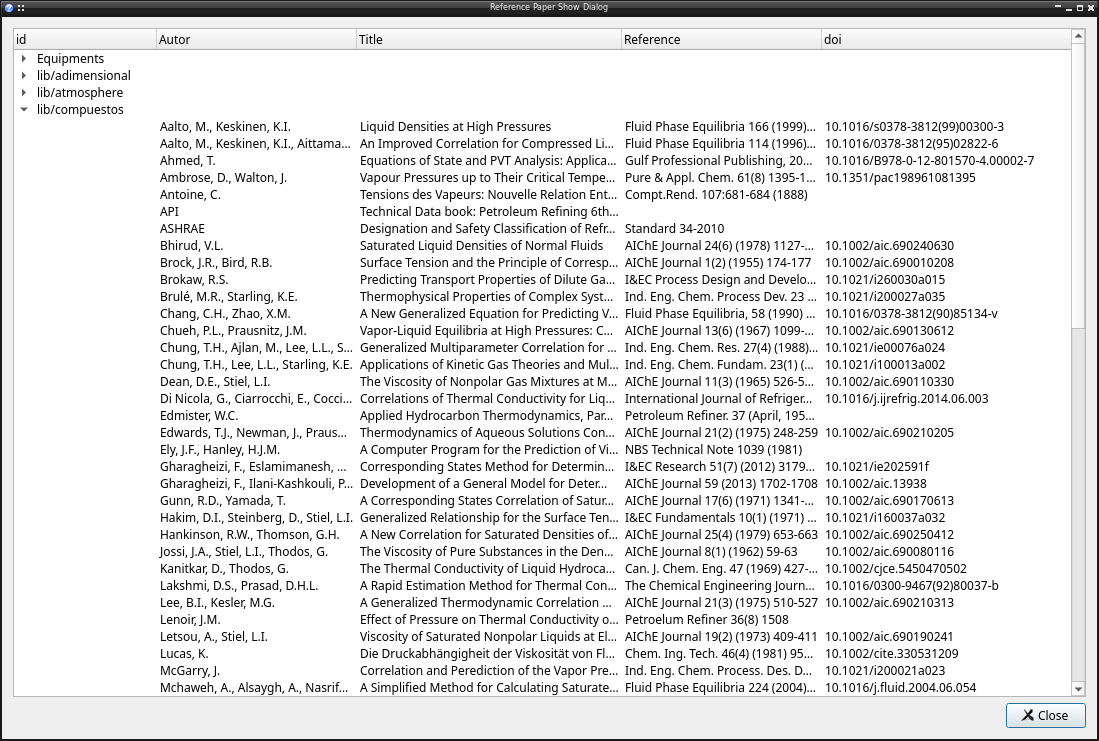 Reference Paper Show Dialog
id Autor Title Reference doi
Equipments
lib/adimensional
lib/atmosphere
lib/compuestos
Aalto, M., Keskinen, K.I. Liquid Densities at High Pressures Fluid Phase Equilibria 166 (1999)... 10.1016/s0378-3812(99)00300-3
Aalto, M., Keskinen, K.I., Aittama... An Improved Correlation for Compressed Li... Fluid Phase Equilibria 114 (1996)... 10.1016/0378-3812(95)02822-6
Ahmed, T. Equations of State and PVT Analysis: Applica... Gulf Professional Publishing, 20... 10.1016/B978-0-12-801570-4.00002-7
Ambrose, D., Walton, J. Vapour Pressures up to Their Critical Tempe... Pure & Appl. Chem. 61(8) 1395-1... 10.1351/pac198961081395
Antoine, C. Tensions des Vapeurs: Nouvelle Relation Ent... Compt.Rend. 107:681-684 (1888)
API Technical Data book: Petroleum Refining 6th...
ASHRAE Designation and Safety Classification of Refr... Standard 34-2010
Bhirud, V.L. Saturated Liquid Densities of Normal Fluids AIChE Journal 24(6) (1978) 1127-... 10.1002/aic.690240630
Brock, J.R., Bird, R.B. Surface Tension and the Principle of Corresp... AIChE Journal 1(2) (1955) 174-177 10.1002/aic.690010208
Brokaw, R.S. Predicting Transport Properties of Dilute Ga... I&EC Process Design and Develo... 10.1021/i260030a015
Brulé, M.R., Starling, K.E. Thermophysical Properties of Complex Syst... Ind. Eng. Chem. Process Dev. 23 ... 10.1021/i200027a035
Chang, C.H., Zhao, X.M. A New Generalized Equation for Predicting V... Fluid Phase Equilibria, 58 (1990) ... 10.1016/0378-3812(90)85134-v
Chueh, P.L., Prausnitz, J.M. Vapor-Liquid Equilibria at High Pressures: C... AIChE Journal 13(6) (1967) 1099-... 10.1002/aic.690130612
Chung, T.H., Ajlan, M., Lee, L.L., S... Generalized Multiparameter Correlation for ... Ind. Eng. Chem. Res. 27(4) (1988)... 10.1021/ie00076a024
Chung, T.H., Lee, L.L., Starling, K.E. Applications of Kinetic Gas Theories and Mul... Ind. Eng. Chem. Fundam. 23(1) (... 10.1021/i100013a002
Dean, D.E., Stiel, L.I. The Viscosity of Nonpolar Gas Mixtures at M... AIChE Journal 11(3) (1965) 526-5... 10.1002/aic.690110330
Di Nicola, G., Ciarrocchi, E., Cocci... Correlations of Thermal Conductivity for Liq... International Journal of Refriger... 10.1016/j.ijrefrig.2014.06.003
Edmister, W.C. Applied Hydrocarbon Thermodynamics, Par... Petroleum Refiner. 37 (April, 195...
Edwards, T.J., Newman, J., Praus... Thermodynamics of Aqueous Solutions Con... AIChE Journal 21(2) (1975) 248-259 10.1002/aic.690210205
Ely, J.F., Hanley, H.J.M. A Computer Program for the Prediction of Vi... NBS Technical Note 1039 (1981)
Gharagheizi, F., Eslamimanesh, ... Corresponding States Method for Determin... I&EC Research 51(7) (2012) 3179... 10.1021/ie202591f
Gharagheizi, F., Ilani-Kashkouli, P... Development of a General Model for Deter... AIChE Journal 59 (2013) 1702-1708 10.1002/aic.13938
Gunn, R.D., Yamada, T. A Corresponding States Correlation of Satur... AIChE Journal 17(6) (1971) 1341-... 10.1002/aic.690170613
Hakim, D.I., Steinberg, D., Stiel, L.I. Generalized Relationship for the Surface Ten... I&EC Fundamentals 10(1) (1971) ... 10.1021/i160037a032
Hankinson, R.W., Thomson, G.H. A New Correlation for Saturated Densities of... AIChE Journal 25(4) (1979) 653-663 10.1002/aic.690250412
Jossi, J.A., Stiel, L.I., Thodos, G. The Viscosity of Pure Substances in the Den... AIChE Journal 8(1) (1962) 59-63 10.1002/aic.690080116
Kanitkar, D., Thodos, G. The Thermal Conductivity of Liquid Hydroca... Can. J. Chem. Eng. 47 (1969) 427-... 10.1002/cjce.5450470502
Lakshmi, D.S., Prasad, D.H.L. A Rapid Estimation Method for Thermal Con... The Chemical Engineering Journ... 10.1016/0300-9467(92)80037-b
Lee, B.I., Kesler, M.G. A Generalized Thermodynamic Correlation ... AIChE Journal 21(3) (1975) 510-527 10.1002/aic.690210313
Lenoir, J.M. Effect of Pressure on Thermal Conductivity o... Petroelum Refiner 36(8) 1508
Letsou, A., Stiel, L.I. Viscosity of Saturated Nonpolar Liquids at El... AIChE Journal 19(2) (1973) 409-411 10.1002/aic.690190241
Lucas, K. Die Druckabhängigheit der Viskosität von Fl... Chem. Ing. Tech. 46(4) (1981) 95... 10.1002/cite.330531209
McGarry, J. Correlation and Perediction of the Vapor Pre... Ind. Eng. Chem. Process. Des. D... 10.1021/i200021a023
Mchaweh, A., Alsaygh, A., Nasrif... A Simplified Method for Calculating Saturate... Fluid Phase Equilibria 224 (2004)... 10.1016/j.fluid.2004.06.054
Close